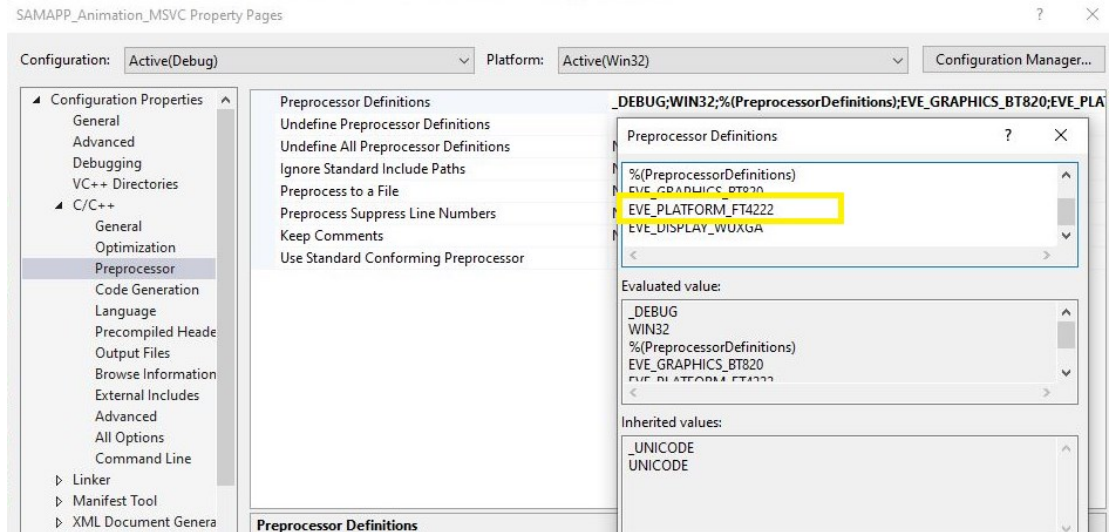 SAMAPP_Animation_MSVC Property Pages ? ×
Configuration: Active(Debug) Platform: Active(Win32) Configuration Manager...
Configuration Properties
General
Advanced
Debugging
VC++ Directories
C/C++
General
Optimization
Preprocessor
Code Generation
Language
Precompiled Heade
Output Files
Browse Information
External Includes
Advanced
All Options
Command Line
Linker
Manifest Tool
XML Document Genera
Preprocessor Definitions _DEBUG;WIN32;%(PreprocessorDefinitions);EVE_GRAPHICS_BT820;EVE_PLA
Undefine Preprocessor Definitions
Undefine All Preprocessor Definitions
Ignore Standard Include Paths
Preprocess to a File
Preprocess Suppress Line Numbers
Keep Comments
Use Standard Conforming Preprocessor
Preprocessor Definitions
Preprocessor Definitions ? ×
%(PreprocessorDefinitions)
EVE_GRAPHICS_BT820
EVE_PLATFORM_FT4222
EVE_DISPLAY_WUXGA
Evaluated value:
_DEBUG
WIN32
%(PreprocessorDefinitions)
EVE_GRAPHICS_BT820
EVE_PLATFORM_FT4222
Inherited values:
_UNICODE
UNICODE